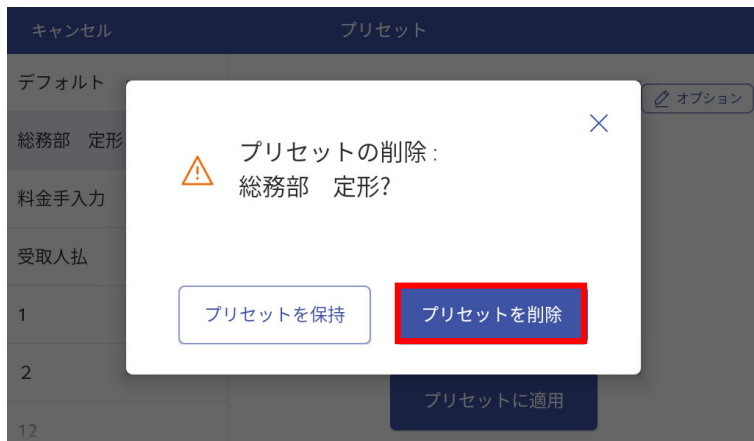 キャンセル
プリセット
デフォルト
オプション
総務部　定形
料金手入力
受取人払
1
2
12
プリセットの削除:
総務部　定形?
プリセットを保持
プリセットを削除
プリセットに適用